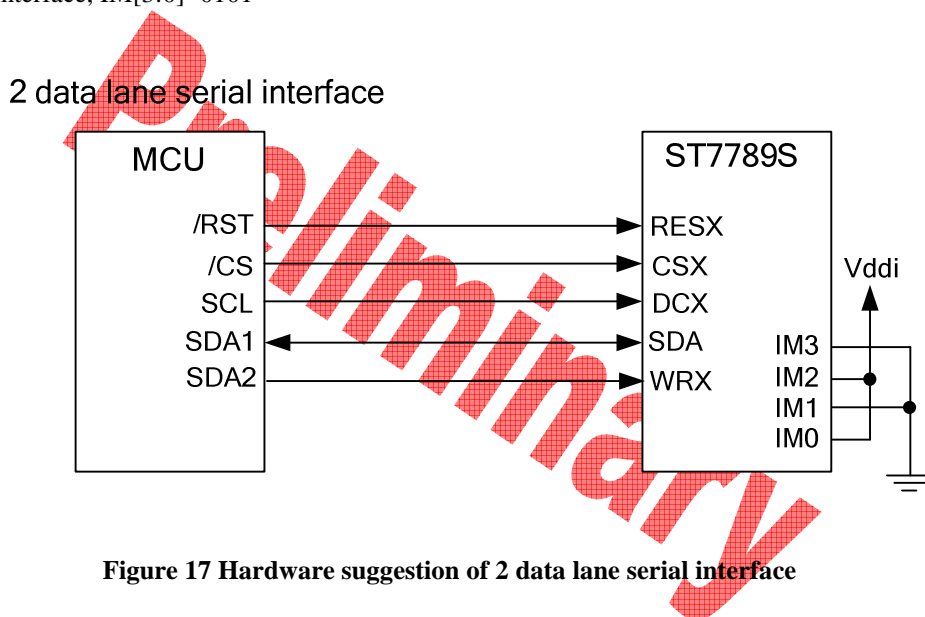 interface, IM[3:0]=0101
2 data lane serial interface
MCU
ST7789S
/RST
RESX
/CS
CSX
Vddi
SCL
DCX
SDA1
SDA
IM3
SDA2
WRX
IM2
IM1
IM0
Preliminary
Figure 17 Hardware suggestion of 2 data lane serial interface